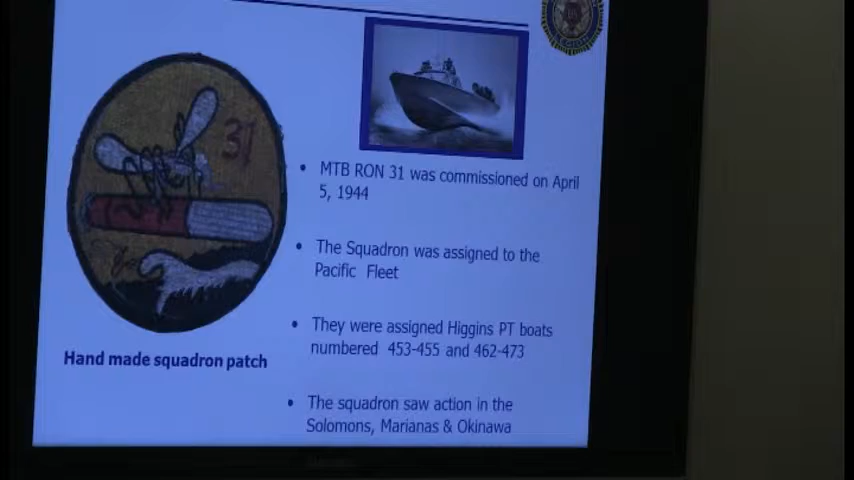 31
• MTB RON 31 was commissioned on April
5, 1944
• The Squadron was assigned to the
Pacific Fleet
• They were assigned Higgins PT boats
numbered 453-455 and 462-473
• The squadron saw action in the
Solomons, Marianas & Okinawa
Hand made squadron patch